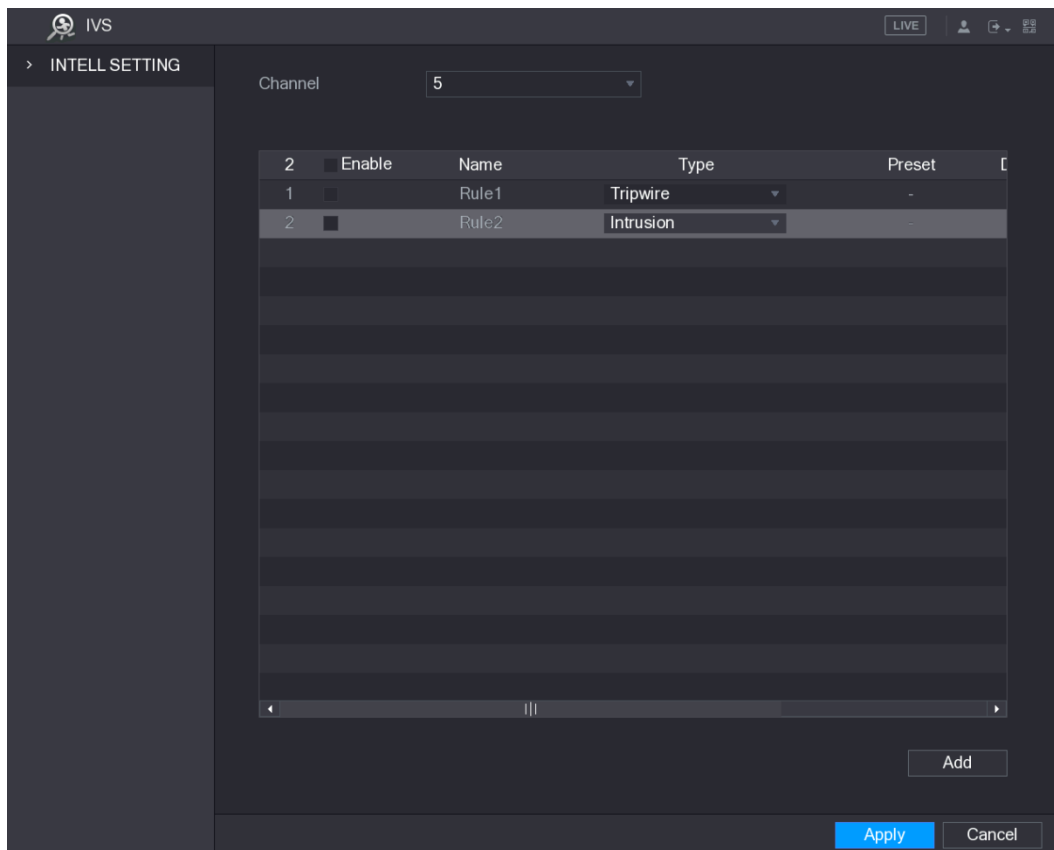 IVS LIVE
> INTELL SETTING
Channel 5
2 Enable Name Type Preset
1 Rule1 Tripwire -
2 Rule2 Intrusion -
Add
Apply Cancel